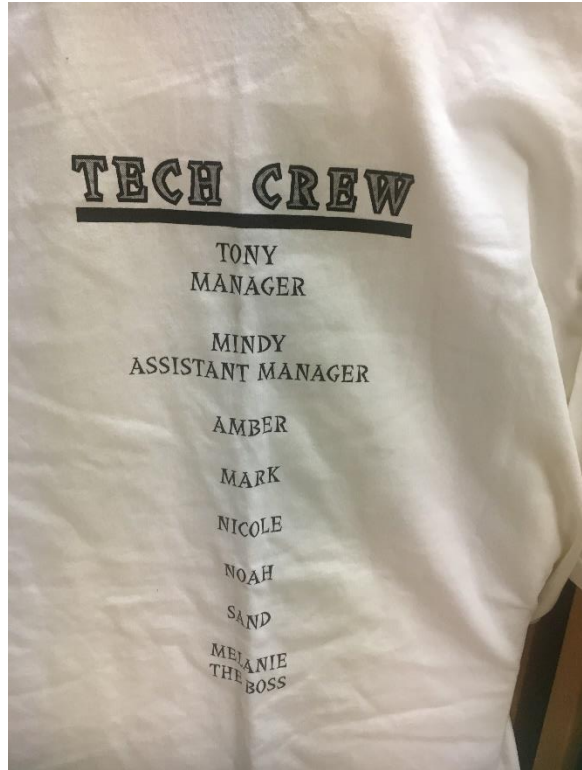 TECH CREW
TONY
MANAGER
MINDY
ASSISTANT MANAGER
AMBER
MARK
NICOLE
NOAH
SAND
MELANIE
THE BOSS